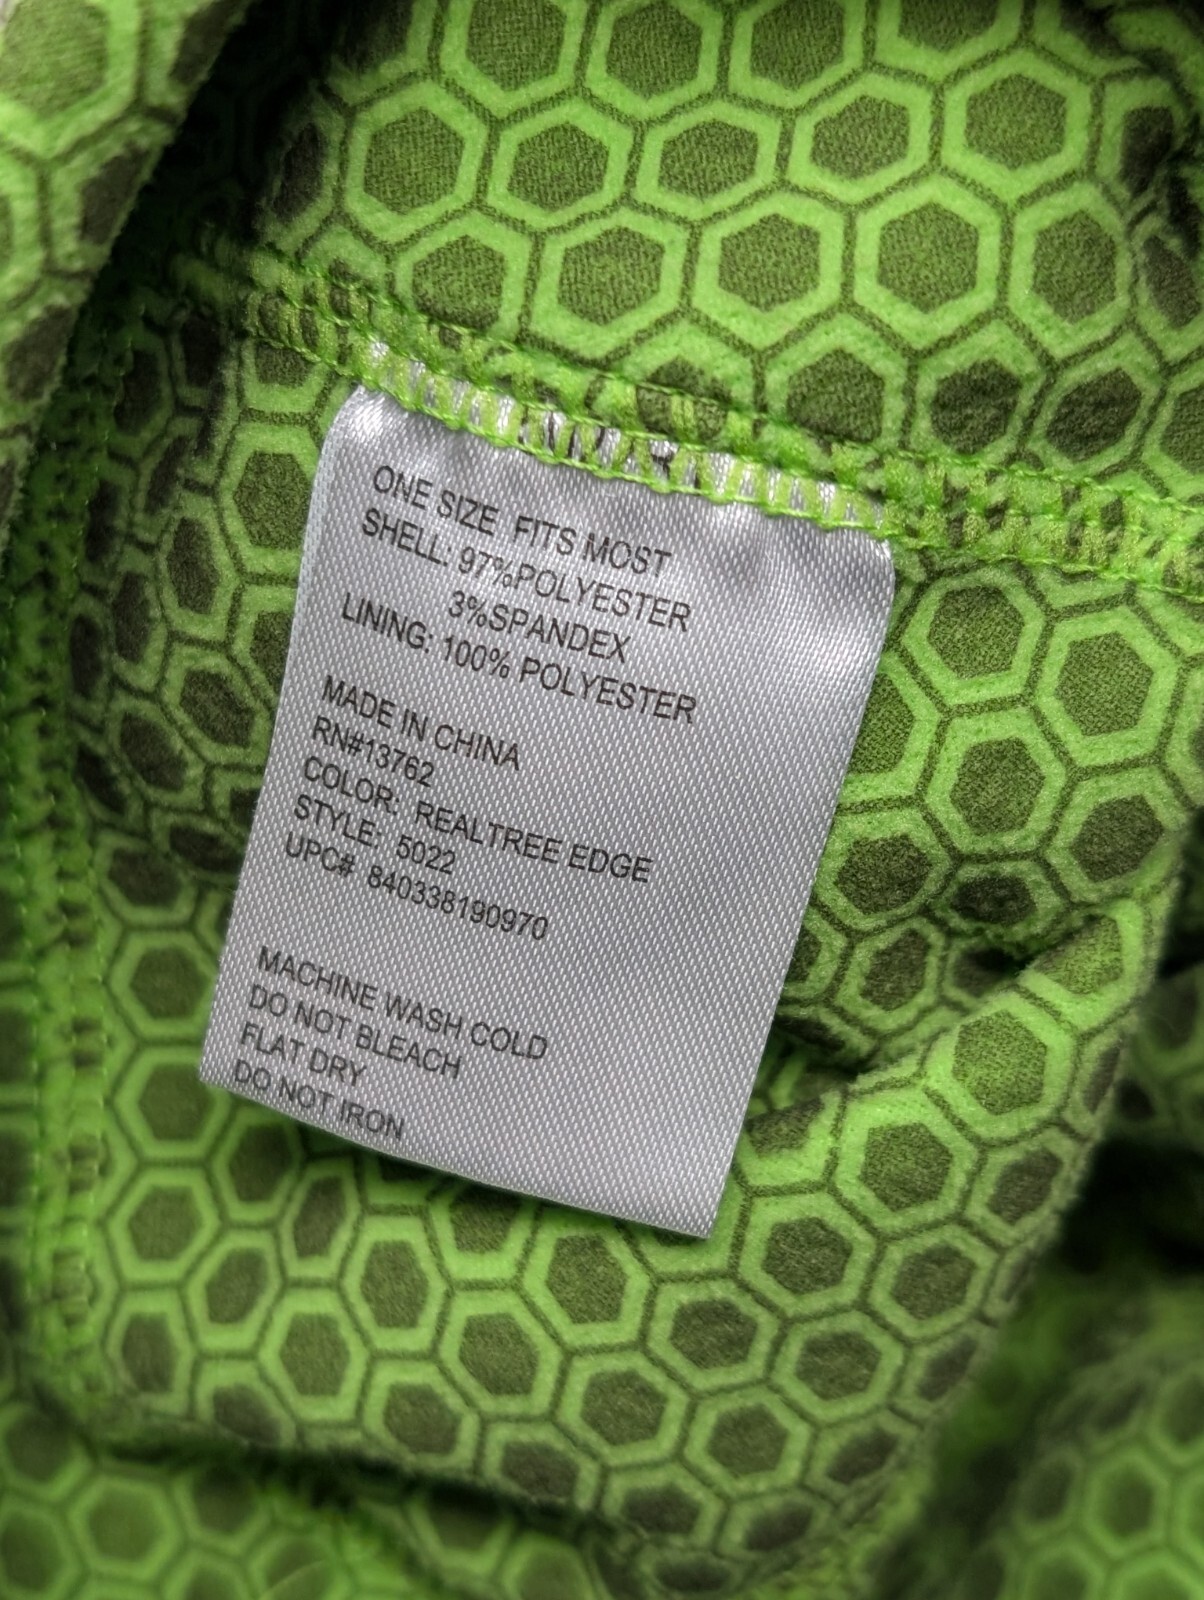 ONE SIZE FITS MOST
SHELL: 97%POLYESTER
3%SPANDEX
LINING: 100% POLYESTER
MADE IN CHINA
RN#13762
COLOR: REALTREE EDGE
STYLE: 5022
UPC# 840338190970
MACHINE WASH COLD
DO NOT BLEACH
FLAT DRY
DO NOT IRON